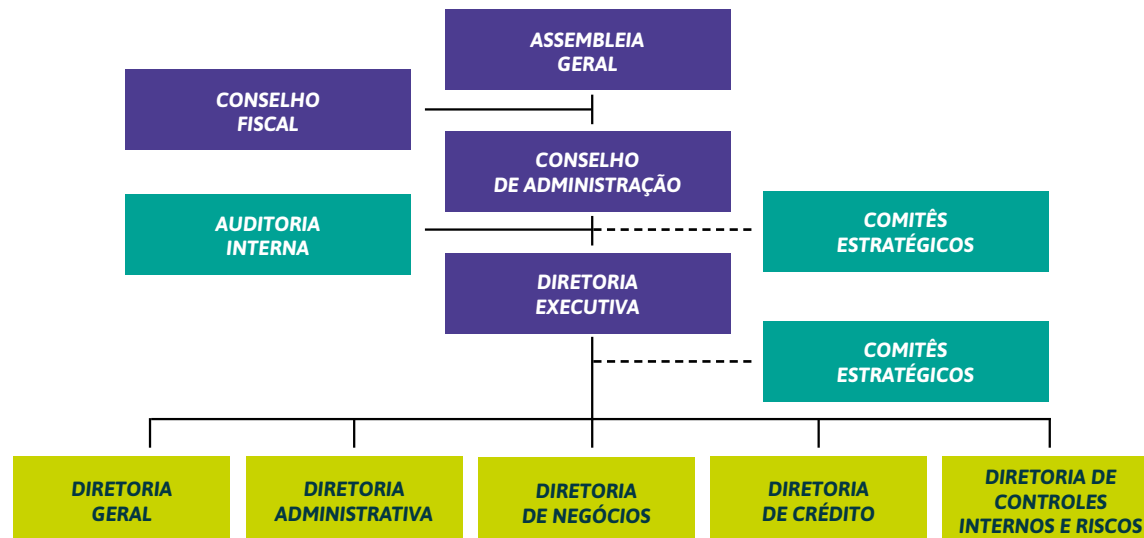 ASSEMBLEIA
GERAL
CONSELHO
FISCAL
CONSELHO
DE ADMINISTRAÇÃO
AUDITORIA
INTERNA
COMITÊS
ESTRATÉGICOS
DIRETORIA
EXECUTIVA
COMITÊS
ESTRATÉGICOS
DIRETORIA
GERAL
DIRETORIA
ADMINISTRATIVA
DIRETORIA
DE NEGÓCIOS
DIRETORIA
DE CRÉDITO
DIRETORIA DE
CONTROLES
INTERNOS E RISCOS